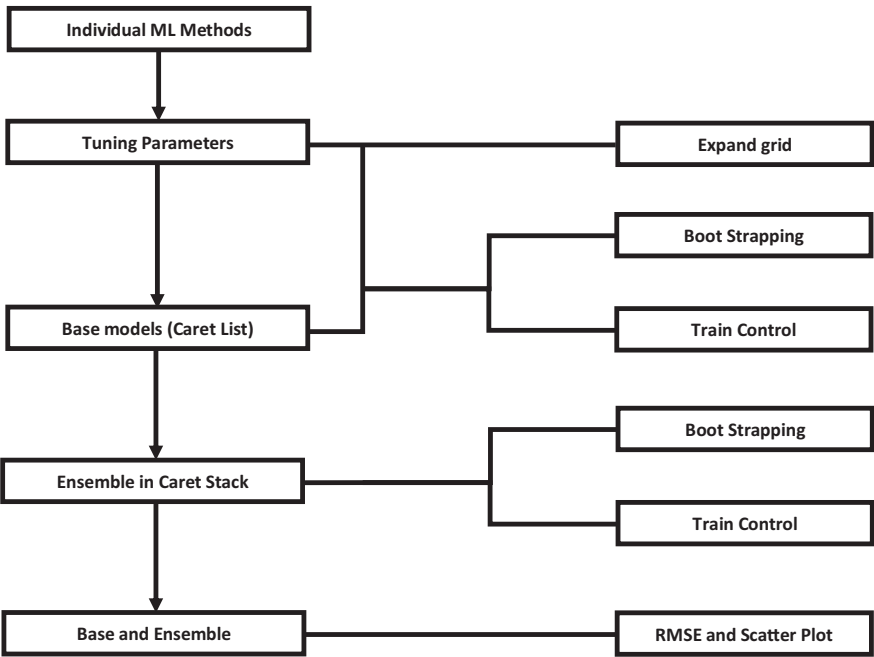 Individual ML Methods
Tuning Parameters
Expand grid
Boot Strapping
Base models (Caret List)
Train Control
Boot Strapping
Ensemble in Caret Stack
Train Control
Base and Ensemble
RMSE and Scatter Plot